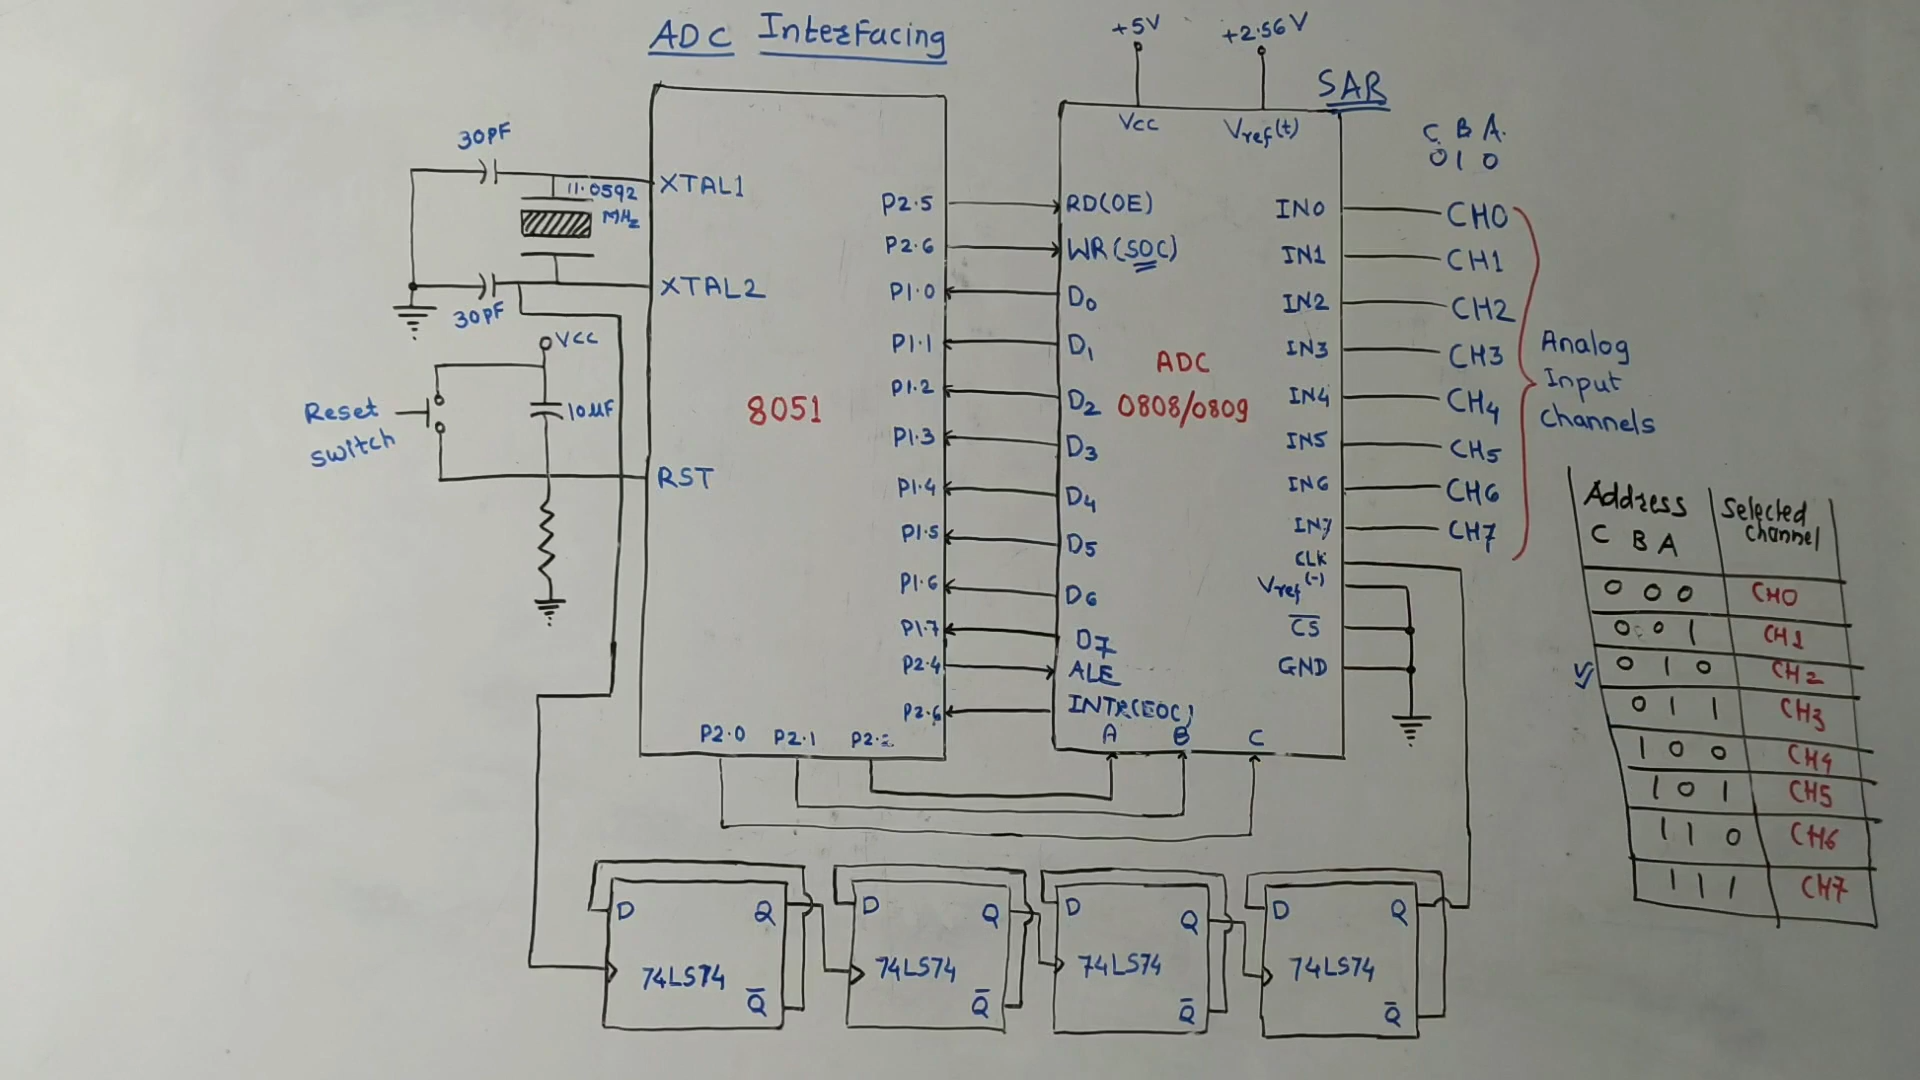 ADC Interfacing
+5V
+2.56V
SAR
Vcc
Vref(t)
C B A.
0 1 0
30PF
11.0592
MHz
XTAL1
XTAL2
30PF
VCC
10µF
Reset
switch
RST
8051
P2.5
P2.6
P1.0
P1.1
P1.2
P1.3
P1.4
P1.5
P1.6
P1.7
P2.4
P2.6
P2.0 P2.1
RD(OE)
WR(SOC)
D0
D1
D2
D3
D4
D5
D6
D7
ALE
INTR(EOC)
A B C
ADC
0808/0809
IN0 CH0
IN1 CH1
IN2 CH2
IN3 CH3
IN4 CH4
IN5 CH5
IN6 CH6
IN7 CH7
CLK
Vref(-)
C̅S̅
GND
Analog
Input
Channels
Address Selected Channel
C B A
0 0 0 CH0
0 0 1 CH1
0 1 0 CH2
0 1 1 CH3
1 0 0 CH4
1 0 1 CH5
1 1 0 CH6
1 1 1 CH7
D Q
74LS74
Q̅
D Q
74LS74
Q̅
D Q
74LS74
Q̅
D Q
74LS74
Q̅